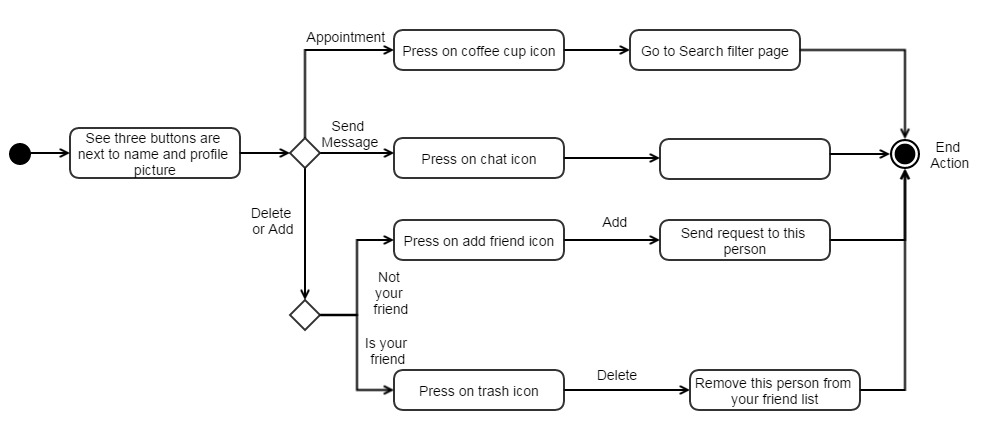 Appointment
Press on coffee cup icon
Go to Search filter page
See three buttons are
next to name and profile
picture
Send
Message
Press on chat icon
End
Action
Delete
or Add
Press on add friend icon
Add
Send request to this
person
Not
your
friend
Is your
friend
Press on trash icon
Delete
Remove this person from
your friend list